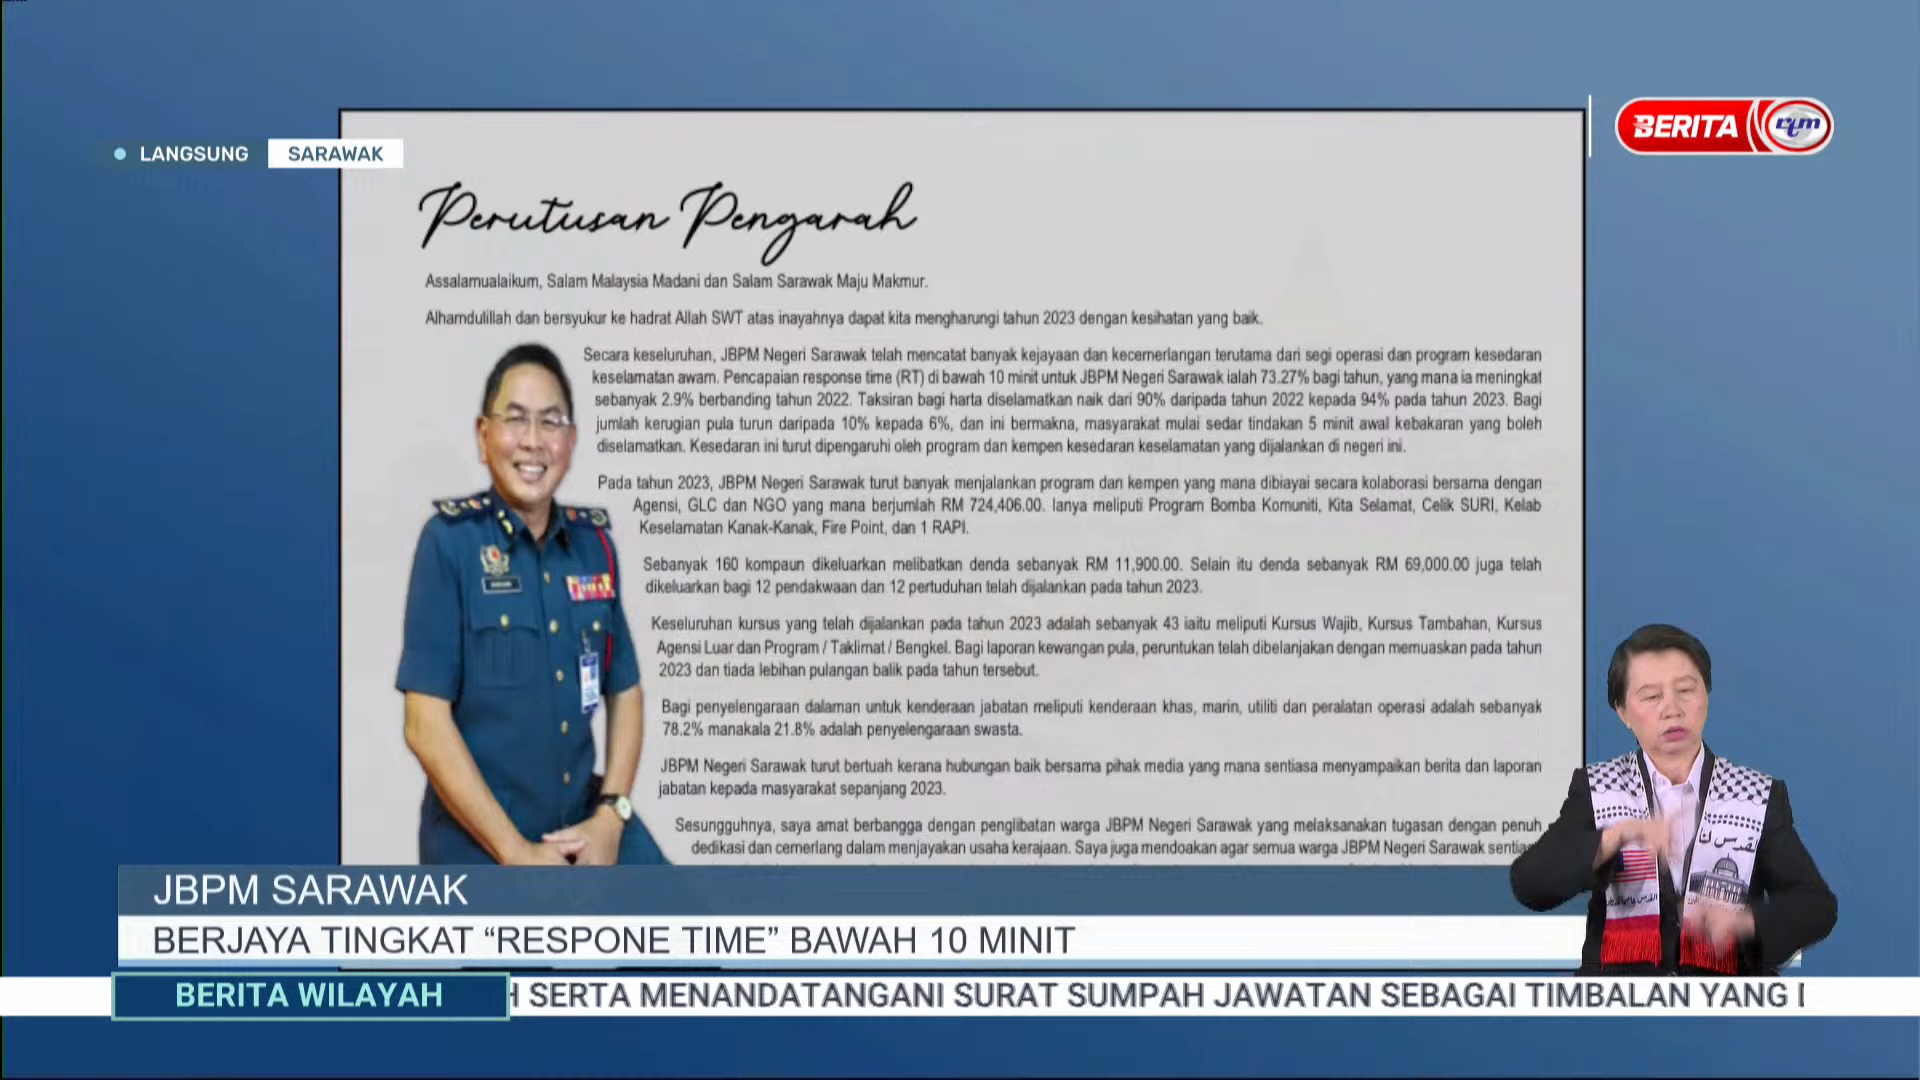 LANGSUNG
SARAWAK
BERITA rtm
Perutusan Pengarah
Assalamualaikum, Salam Malaysia Madani dan Salam Sarawak Maju Makmur.
Alhamdulillah dan bersyukur ke hadrat Allah SWT atas inayahnya dapat kita mengharungi tahun 2023 dengan kesihatan yang baik.
Secara keseluruhan, JBPM Negeri Sarawak telah mencatat banyak kejayaan dan kecemerlangan terutama dari segi operasi dan program kesedaran
keselamatan awam. Pencapaian response time (RT) di bawah 10 minit untuk JBPM Negeri Sarawak ialah 73.27% bagi tahun, yang mana ia meningkat
sebanyak 2.9% berbanding tahun 2022. Taksiran bagi harta diselamatkan naik dari 90% daripada tahun 2022 kepada 94% pada tahun 2023. Bagi
jumlah kerugian pula turun daripada 10% kepada 6%, dan ini bermakna, masyarakat mulai sedar tindakan 5 minit awal kebakaran yang boleh
diselamatkan. Kesedaran ini turut dipengaruhi oleh program dan kempen kesedaran keselamatan yang dijalankan di negeri ini.
Pada tahun 2023, JBPM Negeri Sarawak turut banyak menjalankan program dan kempen yang mana dibiayai secara kolaborasi bersama dengan
Agensi, GLC dan NGO yang mana berjumlah RM 724,406.00. Ianya meliputi Program Bomba Komuniti, Kita Selamat, Celik SURI, Kelab
Keselamatan Kanak-Kanak, Fire Point, dan 1 RAPI.
Sebanyak 160 kompaun dikeluarkan melibatkan denda sebanyak RM 11,900.00. Selain itu denda sebanyak RM 69,000.00 juga telah
dikeluarkan bagi 12 pendakwaan dan 12 pertuduhan telah dijalankan pada tahun 2023.
Keseluruhan kursus yang telah dijalankan pada tahun 2023 adalah sebanyak 43 iaitu meliputi Kursus Wajib, Kursus Tambahan, Kursus
Agensi Luar dan Program / Taklimat / Bengkel. Bagi laporan kewangan pula, peruntukan telah dibelanjakan dengan memuaskan pada tahun
2023 dan tiada lebihan pulangan balik pada tahun tersebut.
Bagi penyelengaraan dalaman untuk kenderaan jabatan meliputi kenderaan khas, marin, utiliti dan peralatan operasi adalah sebanyak
78.2% manakala 21.8% adalah penyelengaraan swasta.
JBPM Negeri Sarawak turut bertuah kerana hubungan baik bersama pihak media yang mana sentiasa menyampaikan berita dan laporan
jabatan kepada masyarakat sepanjang 2023.
Sesungguhnya, saya amat berbangga dengan penglibatan warga JBPM Negeri Sarawak yang melaksanakan tugasan dengan penuh
dedikasi dan cemerlang dalam menjayakan usaha kerajaan. Saya juga mendoakan agar semua warga JBPM Negeri Sarawak
JBPM SARAWAK
BERJAYA TINGKAT “RESPONE TIME” BAWAH 10 MINIT
BERITA WILAYAH
SERTA MENANDATANGANI SURAT SUMPAH JAWATAN SEBAGAI TIMBALAN YANG